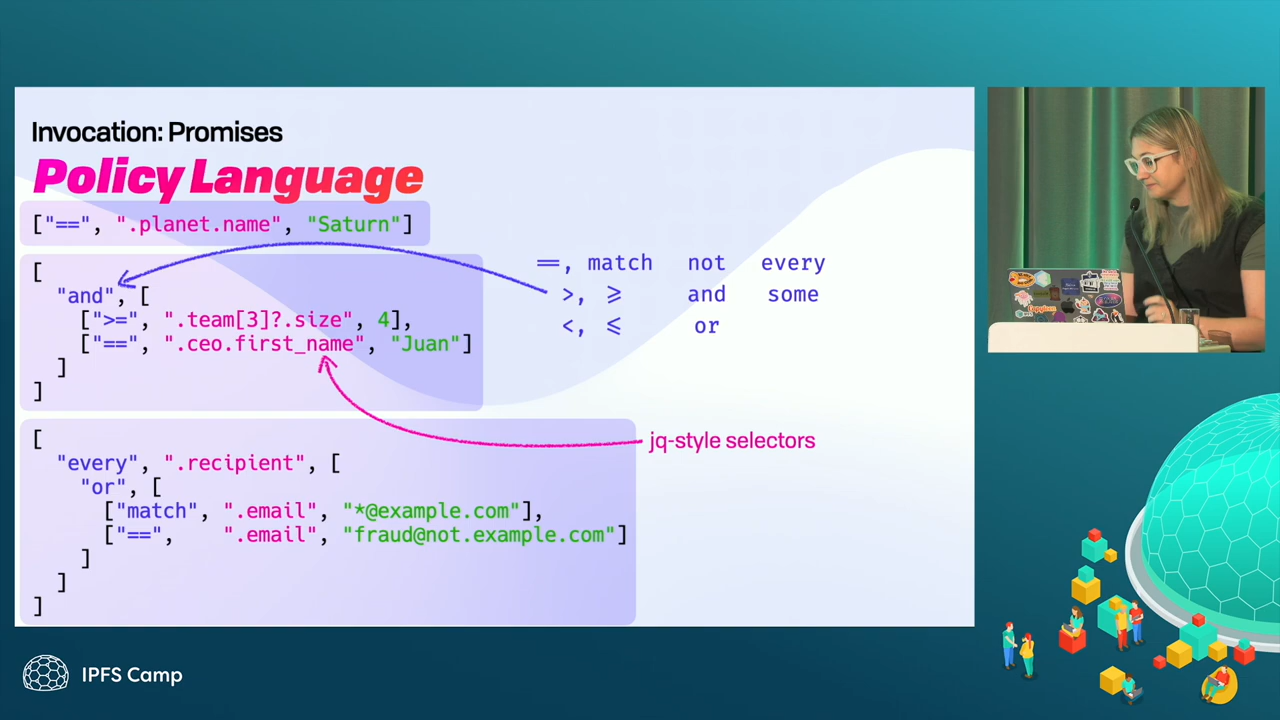 Invocation: Promises
Policy Language
["==", ".planet.name", "Saturn"]
[
"and", [
[">=", ".team[3]?.size", 4],
["==", ".ceo.first_name", "Juan"]
]
]
==, match not every
>, ⩾ and some
<, ⩽ or
jq-style selectors
[
"every", ".recipient", [
"or", [
["match", ".email", "*@example.com"],
["==", ".email", "fraud@not.example.com"]
]
]
]
IPFS Camp